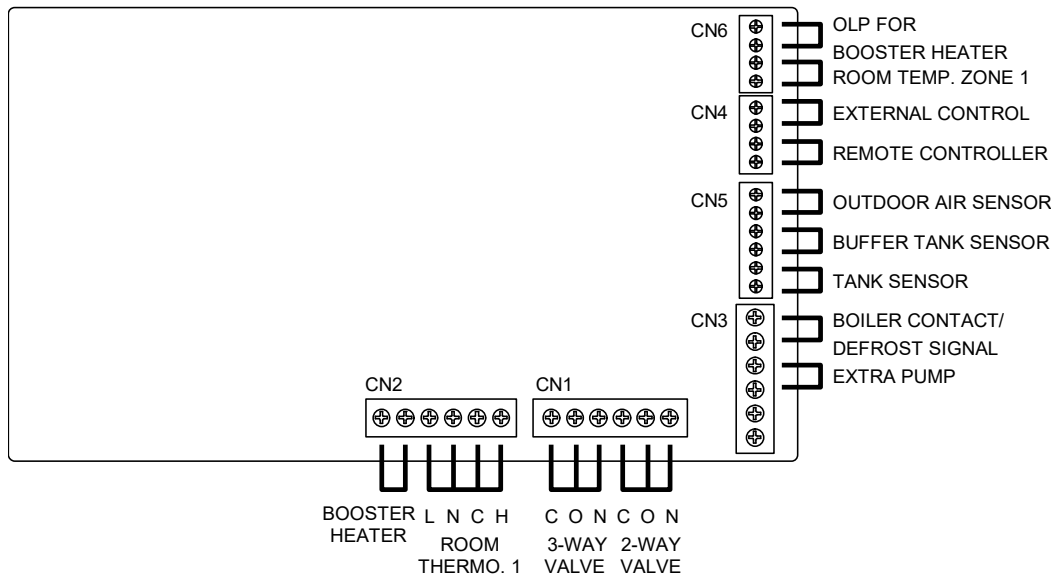 CN6
OLP FOR
BOOSTER HEATER
ROOM TEMP. ZONE 1
CN4
EXTERNAL CONTROL
REMOTE CONTROLLER
CN5
OUTDOOR AIR SENSOR
BUFFER TANK SENSOR
TANK SENSOR
CN3
BOILER CONTACT/
DEFROST SIGNAL
EXTRA PUMP
CN2
CN1
BOOSTER
HEATER
L N C H
ROOM
THERMO. 1
C O N
3-WAY
VALVE
C O N
2-WAY
VALVE